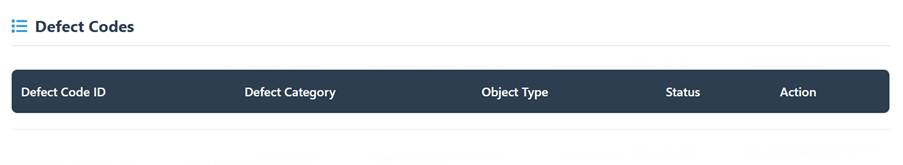 Defect Codes
Defect Code ID Defect Category Object Type Status Action